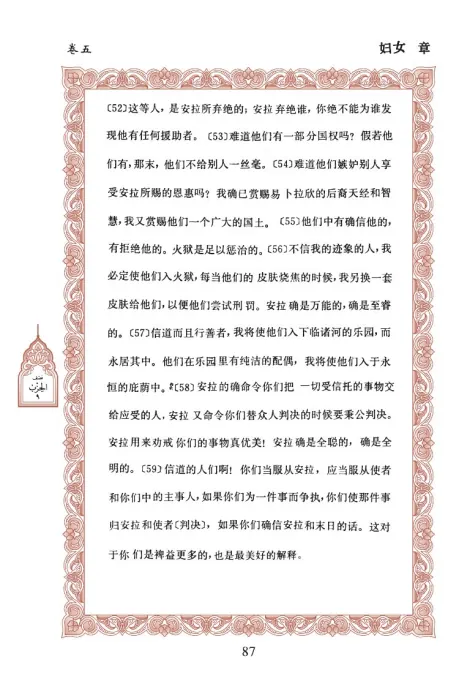 卷五
妇女 章
〔52〕这等人，是安拉所弃绝的；安拉弃绝谁，你绝不能为谁发
现他有任何援助者。〔53〕难道他们有一部分国权吗？假若他
们有，那末，他们不给别人一丝毫。〔54〕难道他们嫉妒别人享
受安拉所赐的恩惠吗？我确已赏赐易卜拉欣的后裔天经和智
慧，我又赏赐他们一个广大的国土。〔55〕他们中有确信他的，
有拒绝他的。火狱是足以惩治的。〔56〕不信我的迹象的人，我
必定使他们入火狱，每当他们的皮肤烧焦的时候，我另换一套
皮肤给他们，以便他们尝试刑罚。安拉确是万能的，确是至睿
的。〔57〕信道而且行善者，我将使他们入下临诸河的乐园，而
永居其中。他们在乐园里有纯洁的配偶，我将使他们入于永
恒的庇荫中。〔58〕安拉的确命令你们把一切受信托的事物交
给应受的人，安拉又命令你们替众人判决的时候要秉公判决。
安拉用来劝戒你们的事物真优美！安拉确是全聪的，确是全
明的。〔59〕信道的人们啊！你们当服从安拉，应当服从使者
和你们中的主事人，如果你们为一件事而争执，你们使那件事
归安拉和使者〔判决〕，如果你们确信安拉和末日的话。这对
于你们是裨益更多的，也是最美好的解释。
نصف
الحزب
٩
87